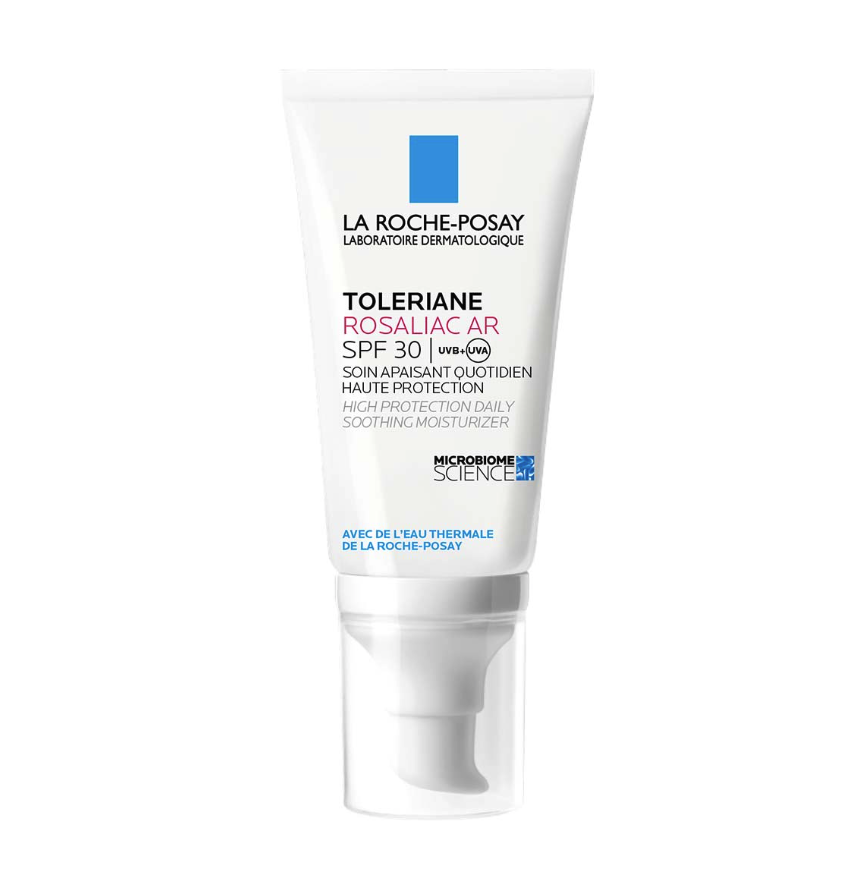 LA ROCHE-POSAY
LABORATOIRE DERMATOLOGIQUE
TOLERIANE
ROSALIAC AR
SPF 30 | UVB+UVA
SOIN APAISANT QUOTIDIEN
HAUTE PROTECTION
HIGH PROTECTION DAILY
SOOTHING MOISTURIZER
MICROBIOME
SCIENCE
AVEC DE L'EAU THERMALE
DE LA ROCHE-POSAY